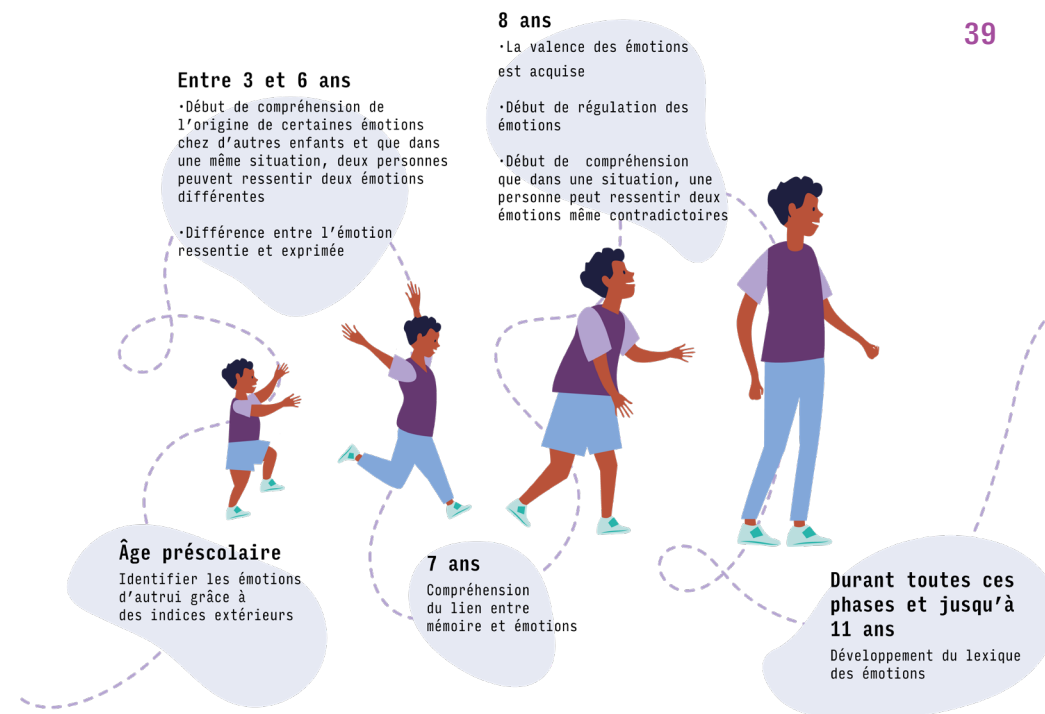 39
Âge préscolaire
Identifier les émotions
d’autrui grâce à
des indices extérieurs
Entre 3 et 6 ans
·Début de compréhension de
l’origine de certaines émotions
chez d’autres enfants et que dans
une même situation, deux personnes
peuvent ressentir deux émotions
différentes
·Différence entre l’émotion
ressentie et exprimée
7 ans
Compréhension
du lien entre
mémoire et émotions
8 ans
·La valence des émotions
est acquise
·Début de régulation des
émotions
·Début de compréhension
que dans une situation, une
personne peut ressentir deux
émotions même contradictoires
Durant toutes ces
phases et jusqu’à
11 ans
Développement du lexique
des émotions